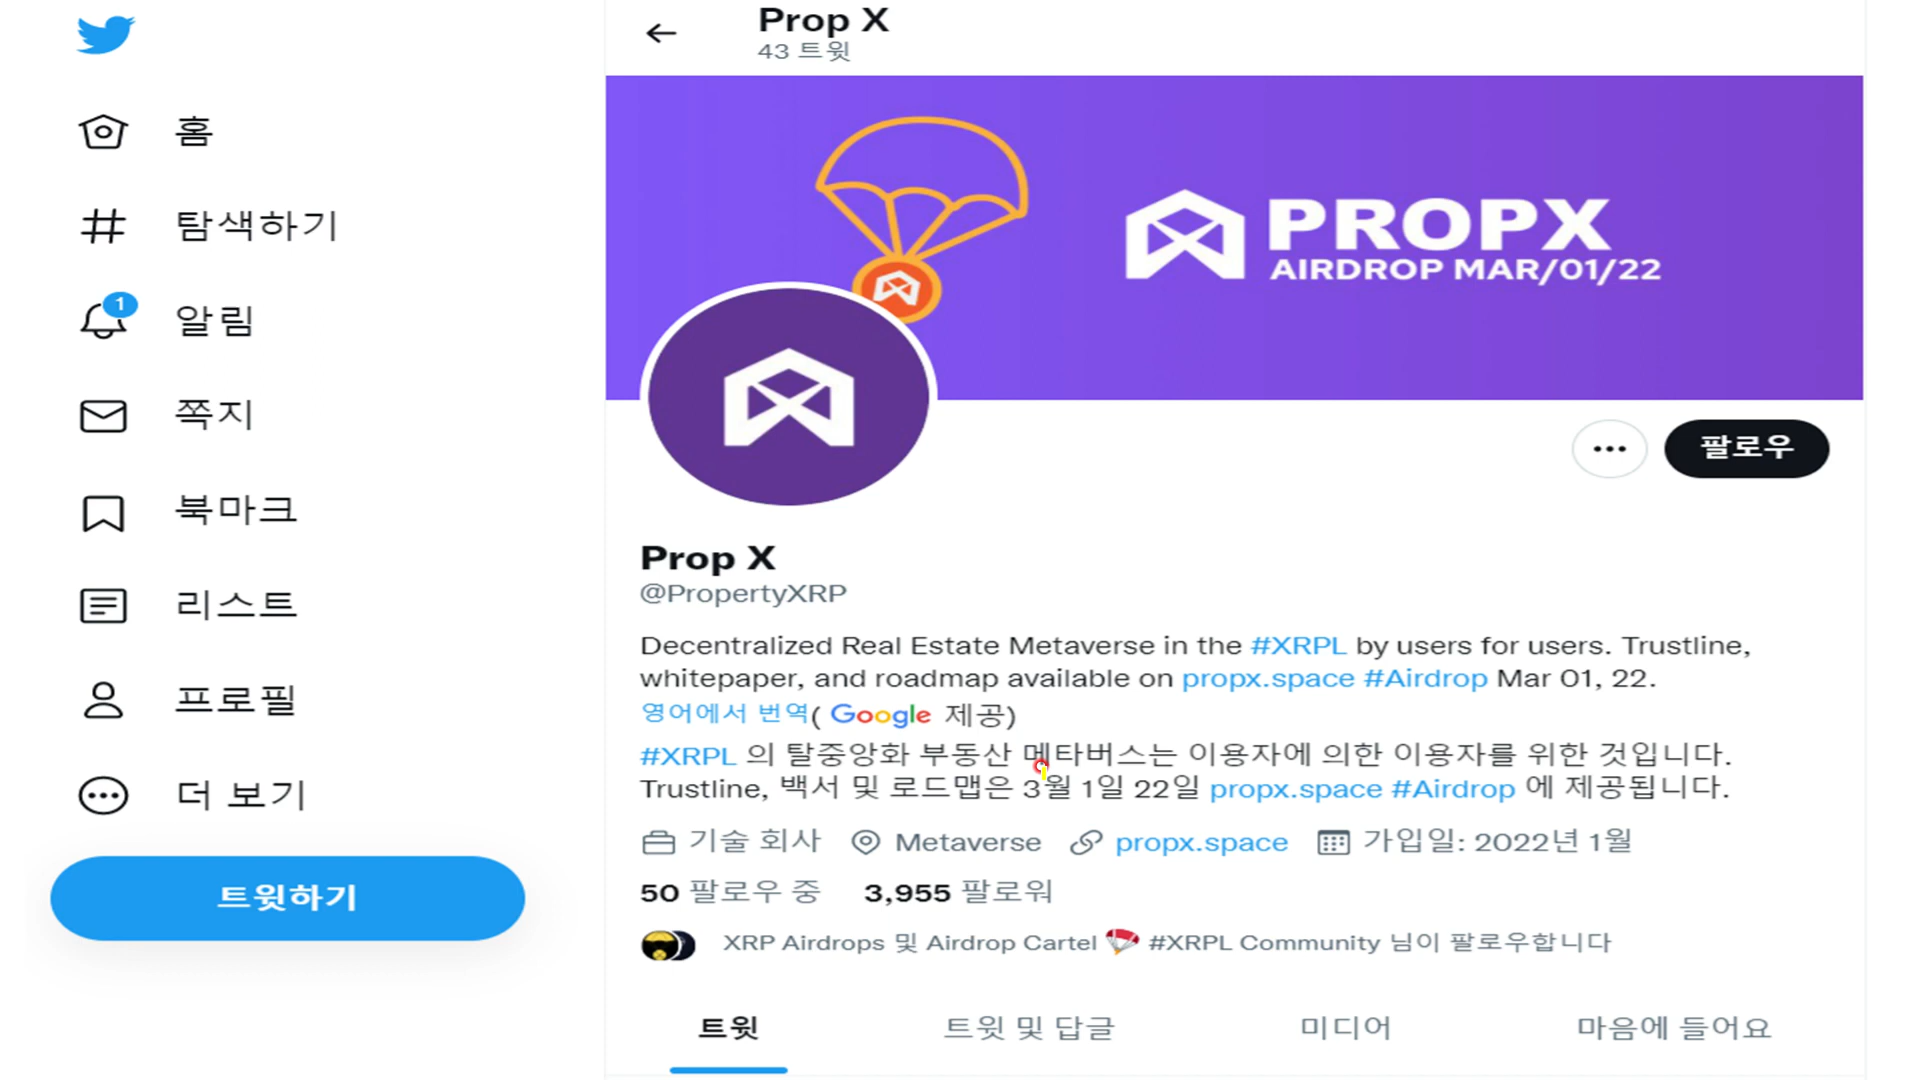 Prop X
43 트윗
홈
탐색하기
1
알림
쪽지
북마크
리스트
프로필
더 보기
트윗하기
PROPX
AIRDROP MAR/01/22
팔로우
Prop X
@PropertyXRP
Decentralized Real Estate Metaverse in the #XRPL by users for users. Trustline,
whitepaper, and roadmap available on propx.space #Airdrop Mar 01, 22.
영어에서 번역( Google 제공)
#XRPL 의 탈중앙화 부동산 메타버스는 이용자에 의한 이용자를 위한 것입니다.
Trustline, 백서 및 로드맵은 3월 1일 22일 propx.space #Airdrop 에 제공됩니다.
기술 회사 Metaverse propx.space 가입일: 2022년 1월
50 팔로우 중 3,955 팔로워
XRP Airdrops 및 Airdrop Cartel #XRPL Community 님이 팔로우합니다
트윗 트윗 및 답글 미디어 마음에 들어요